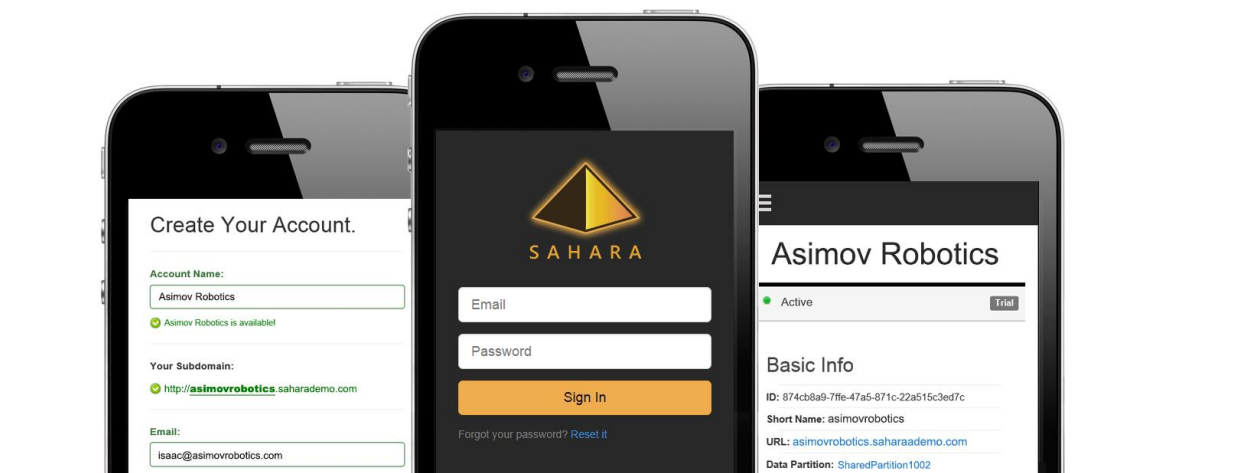 Create Your Account.
Account Name:
Asimov Robotics
Asimov Robotics is available!
Your Subdomain:
http://asimovrobotics.saharademo.com
Email:
isaac@asimovrobotics.com
SAHARA
Email
Password
Sign In
Forgot your password? Reset it
Asimov Robotics
Active
Trial
Basic Info
ID: 874cb8a9-7ffe-47a5-871c-22a515c3ed7c
Short Name: asimovrobotics
URL: asimovrobotics.saharaademo.com
Data Partition: SharedPartition1002